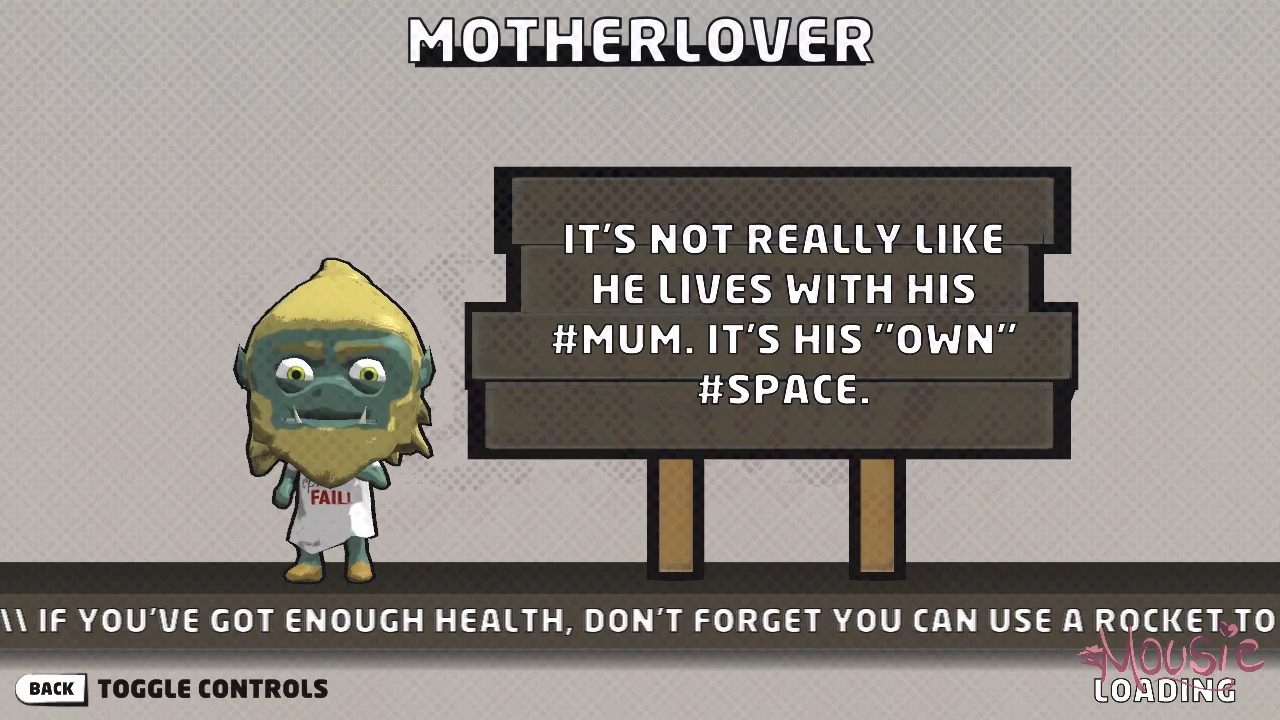 MOTHERLOVER
IT'S NOT REALLY LIKE
HE LIVES WITH HIS
#MUM. IT'S HIS "OWN"
#SPACE.
FAIL!
\\ IF YOU'VE GOT ENOUGH HEALTH, DON'T FORGET YOU CAN USE A ROCKET TO
Mousie
BACK TOGGLE CONTROLS
LOADING